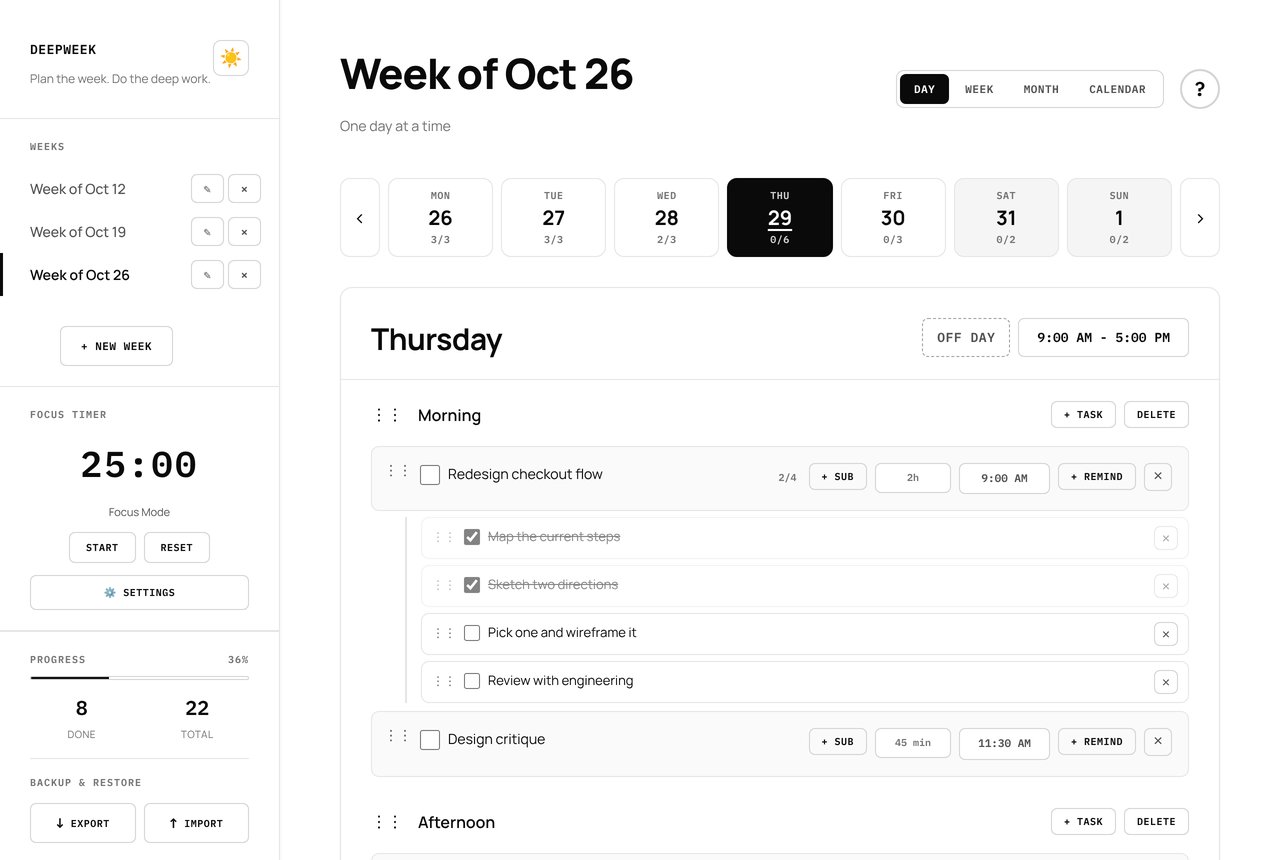 DEEPWEEK
Plan the week. Do the deep work.
WEEKS
Week of Oct 12
Week of Oct 19
Week of Oct 26
+ NEW WEEK
FOCUS TIMER
25:00
Focus Mode
START RESET
⚙️ SETTINGS
PROGRESS 36%
8 22
DONE TOTAL
BACKUP & RESTORE
↓ EXPORT ↑ IMPORT
Week of Oct 26
One day at a time
DAY WEEK MONTH CALENDAR ?
MON TUE WED THU FRI SAT SUN
26 27 28 29 30 31 1
3/3 3/3 2/3 0/6 0/3 0/2 0/2
Thursday OFF DAY 9:00 AM - 5:00 PM
Morning + TASK DELETE
Redesign checkout flow 2/4 + SUB 2h 9:00 AM + REMIND ×
Map the current steps ×
Sketch two directions ×
Pick one and wireframe it ×
Review with engineering ×
Design critique + SUB 45 min 11:30 AM + REMIND ×
Afternoon + TASK DELETE